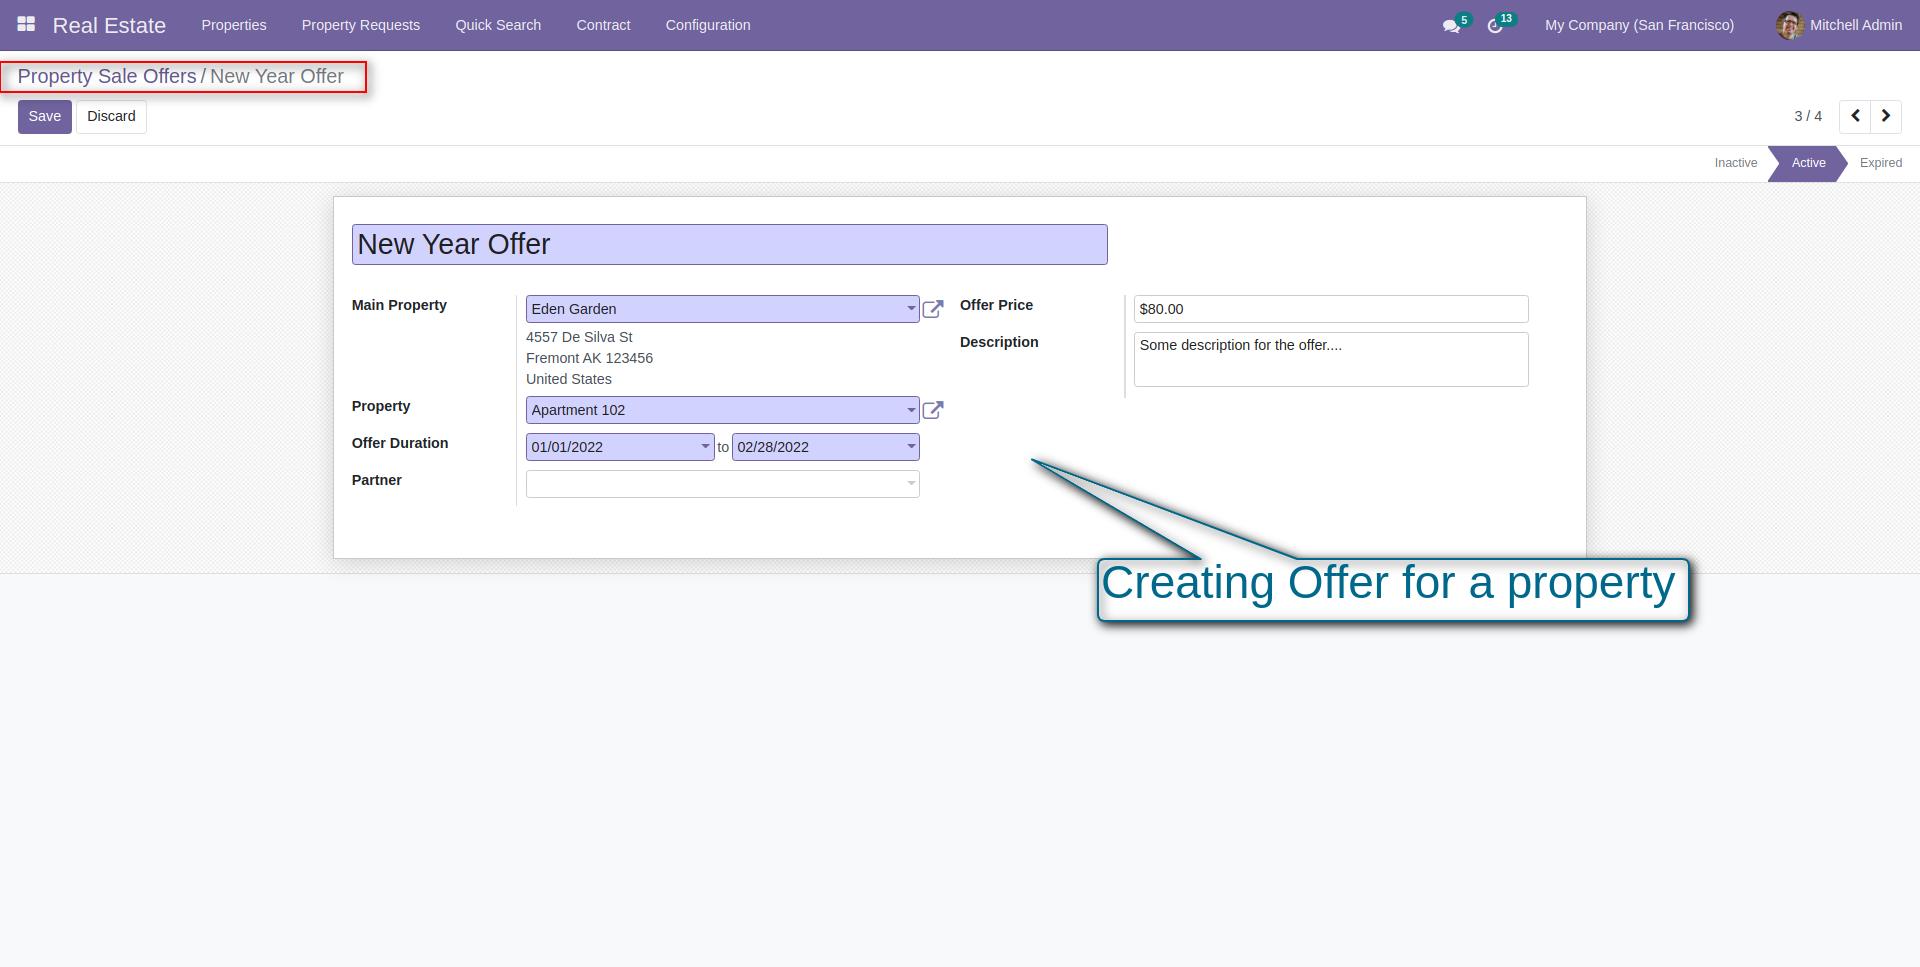 Real Estate Properties Property Requests Quick Search Contract Configuration 5 13 My Company (San Francisco) Mitchell Admin
Property Sale Offers / New Year Offer
Save Discard 3 / 4
Inactive Active Expired
New Year Offer
Main Property Eden Garden
4557 De Silva St
Fremont AK 123456
United States
Property Apartment 102
Offer Duration 01/01/2022 to 02/28/2022
Partner
Offer Price $80.00
Description Some description for the offer....
Creating Offer for a property